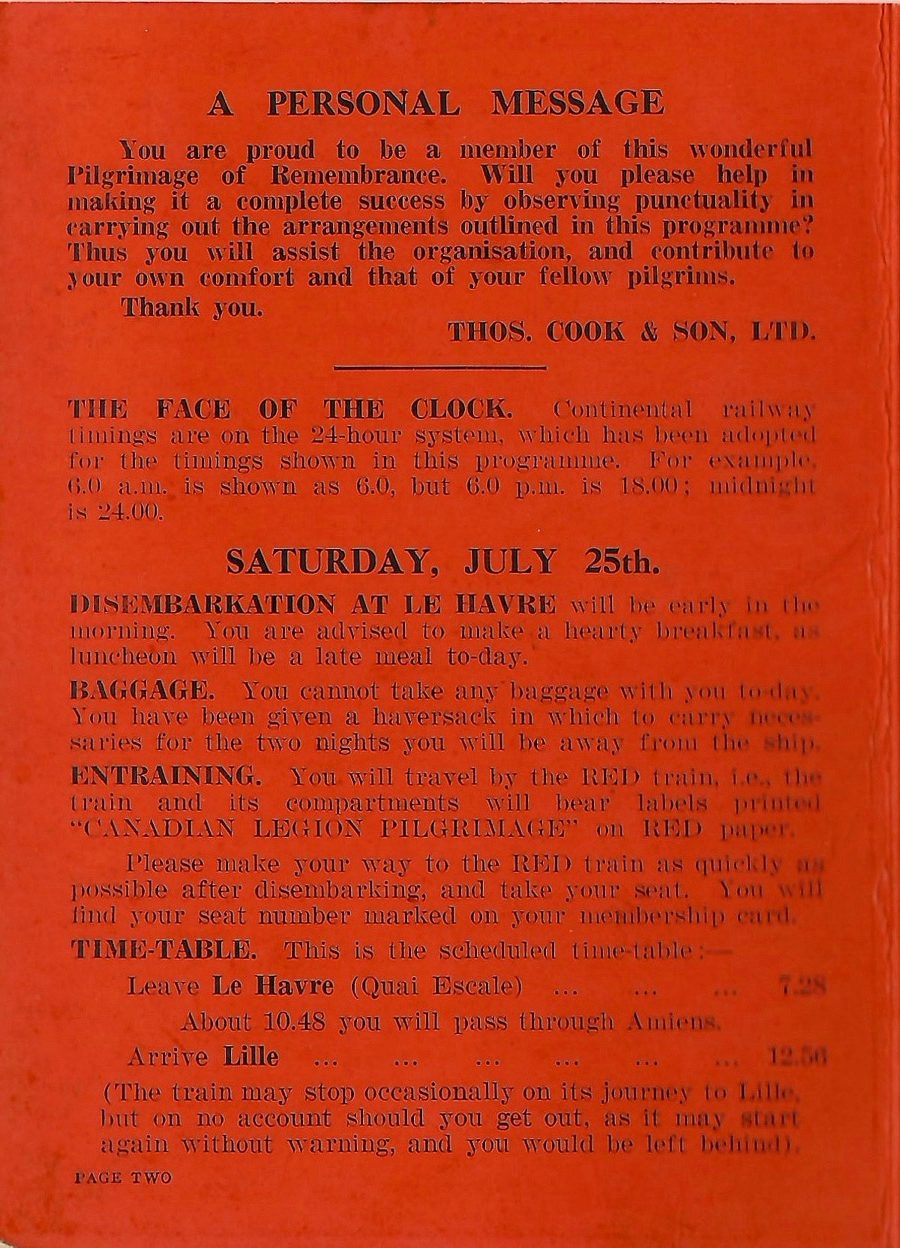 A PERSONAL MESSAGE
You are proud to be a member of this wonderful
Pilgrimage of Remembrance. Will you please help in
making it a complete success by observing punctuality in
carrying out the arrangements outlined in this programme?
Thus you will assist the organisation, and contribute to
your own comfort and that of your fellow pilgrims.
Thank you.
THOS. COOK & SON, LTD.
THE FACE OF THE CLOCK. Continental railway
timings are on the 24-hour system, which has been adopted
for the timings shown in this programme. For example,
6.0 a.m. is shown as 6.0, but 6.0 p.m. is 18.00; midnight
is 24.00.
SATURDAY, JULY 25th.
DISEMBARKATION AT LE HAVRE will be early in the
morning. You are advised to make a hearty breakfast, as
luncheon will be a late meal to-day.
BAGGAGE. You cannot take any baggage with you to-day.
You have been given a haversack in which to carry neces-
saries for the two nights you will be away from the ship.
ENTRAINING. You will travel by the RED train, i.e., the
train and its compartments will bear labels printed
"CANADIAN LEGION PILGRIMAGE" on RED paper.
Please make your way to the RED train as quickly as
possible after disembarking, and take your seat. You will
find your seat number marked on your membership card.
TIME-TABLE. This is the scheduled time-table:—
Leave Le Havre (Quai Escale) ... ... ... 7.28
About 10.48 you will pass through Amiens.
Arrive Lille ... ... ... ... ... ... 12.56
(The train may stop occasionally on its journey to Lille,
but on no account should you get out, as it may start
again without warning, and you would be left behind).
PAGE TWO